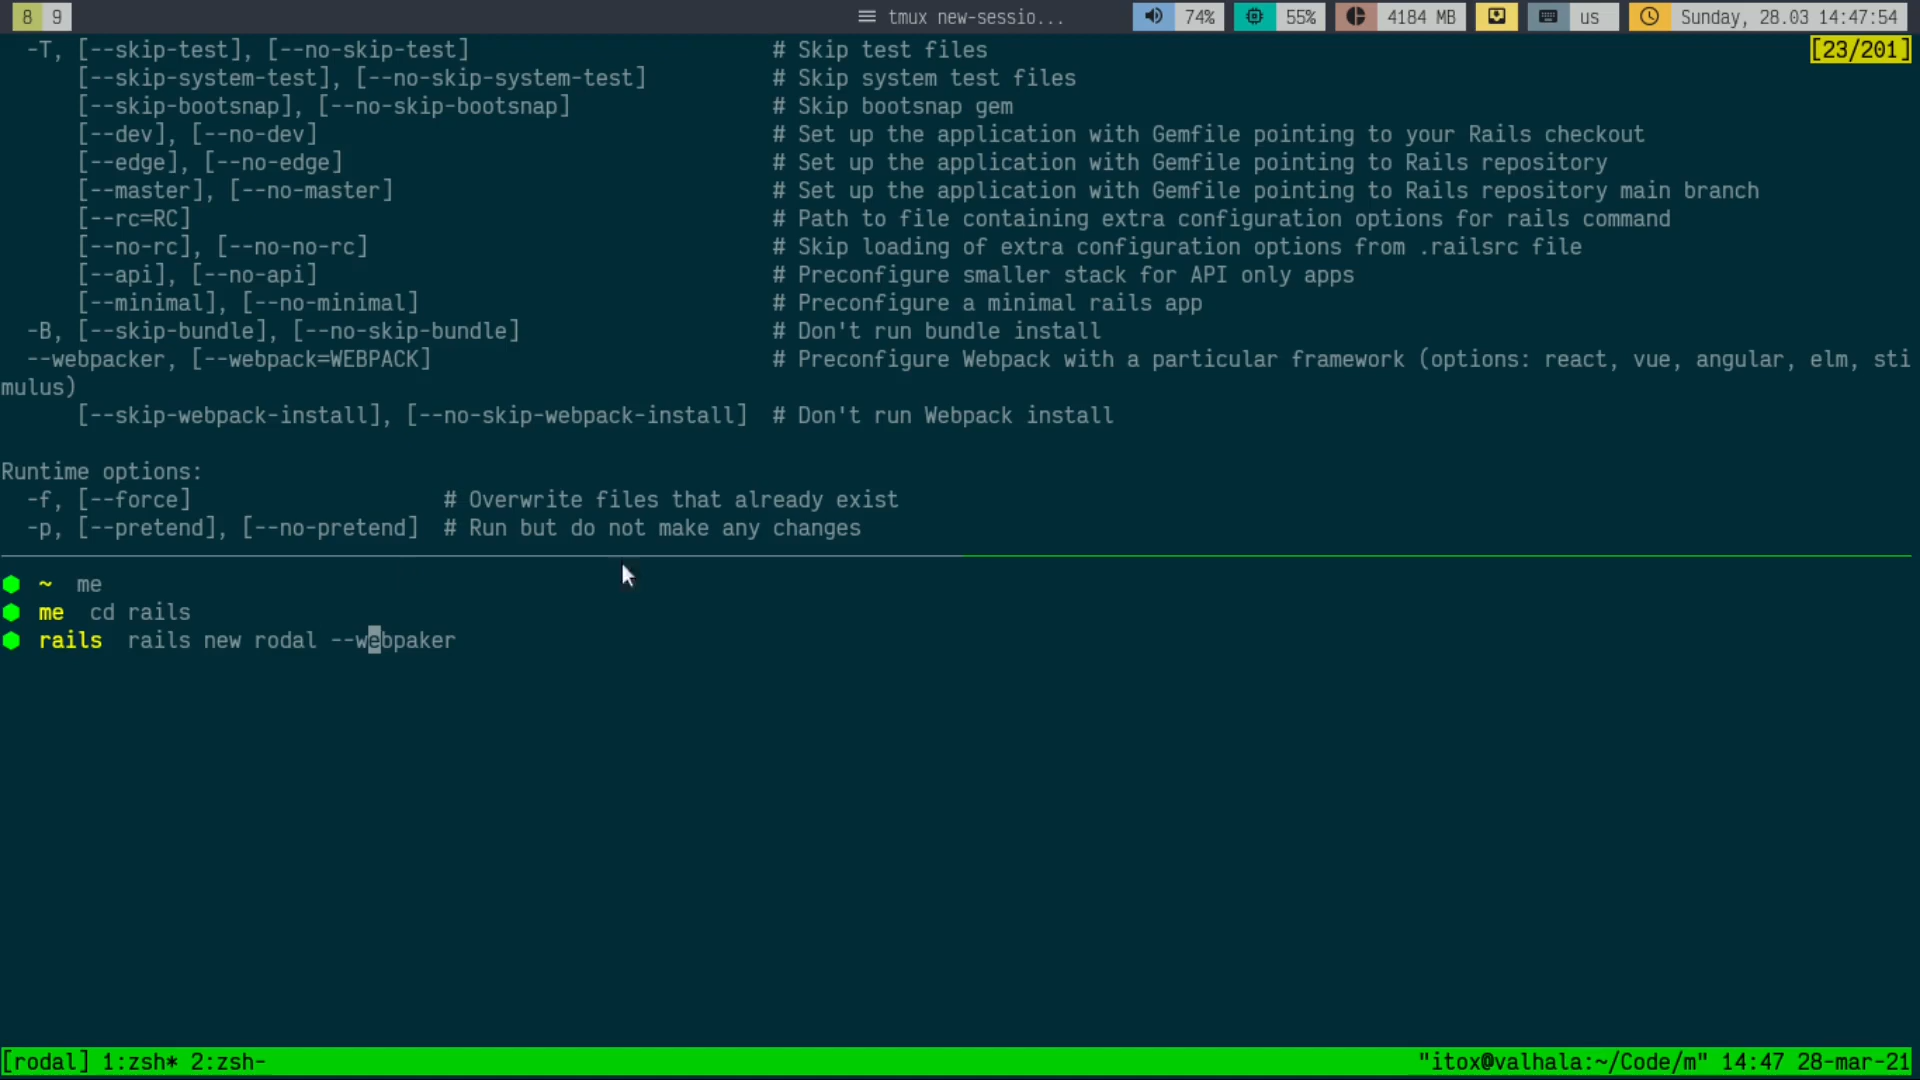 8 9 tmux new-sessio... 74% 55% 4184 MB us Sunday, 28.03 14:47:54
-T, [--skip-test], [--no-skip-test] # Skip test files [23/201]
[--skip-system-test], [--no-skip-system-test] # Skip system test files
[--skip-bootsnap], [--no-skip-bootsnap] # Skip bootsnap gem
[--dev], [--no-dev] # Set up the application with Gemfile pointing to your Rails checkout
[--edge], [--no-edge] # Set up the application with Gemfile pointing to Rails repository
[--master], [--no-master] # Set up the application with Gemfile pointing to Rails repository main branch
[--rc=RC] # Path to file containing extra configuration options for rails command
[--no-rc], [--no-no-rc] # Skip loading of extra configuration options from .railsrc file
[--api], [--no-api] # Preconfigure smaller stack for API only apps
[--minimal], [--no-minimal] # Preconfigure a minimal rails app
-B, [--skip-bundle], [--no-skip-bundle] # Don't run bundle install
--webpacker, [--webpack=WEBPACK] # Preconfigure Webpack with a particular framework (options: react, vue, angular, elm, sti
mulus)
[--skip-webpack-install], [--no-skip-webpack-install] # Don't run Webpack install
Runtime options:
-f, [--force] # Overwrite files that already exist
-p, [--pretend], [--no-pretend] # Run but do not make any changes
~ me
me cd rails
rails rails new rodal --webpaker
[rodal] 1:zsh* 2:zsh- "itox@valhala:~/Code/m" 14:47 28-mar-21